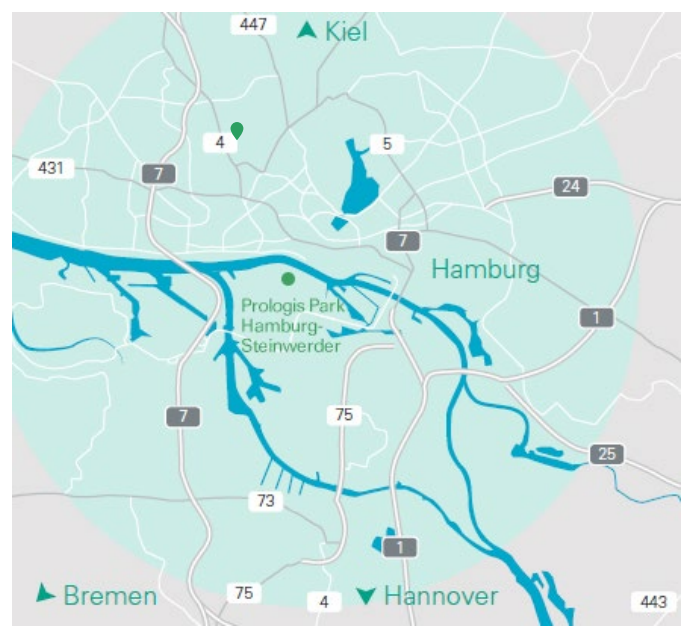 447
Kiel
4
5
431
7
24
7
Hamburg
Prologis Park
Hamburg-
Steinwerder
1
7
75
25
73
1
Bremen
75
4
Hannover
443